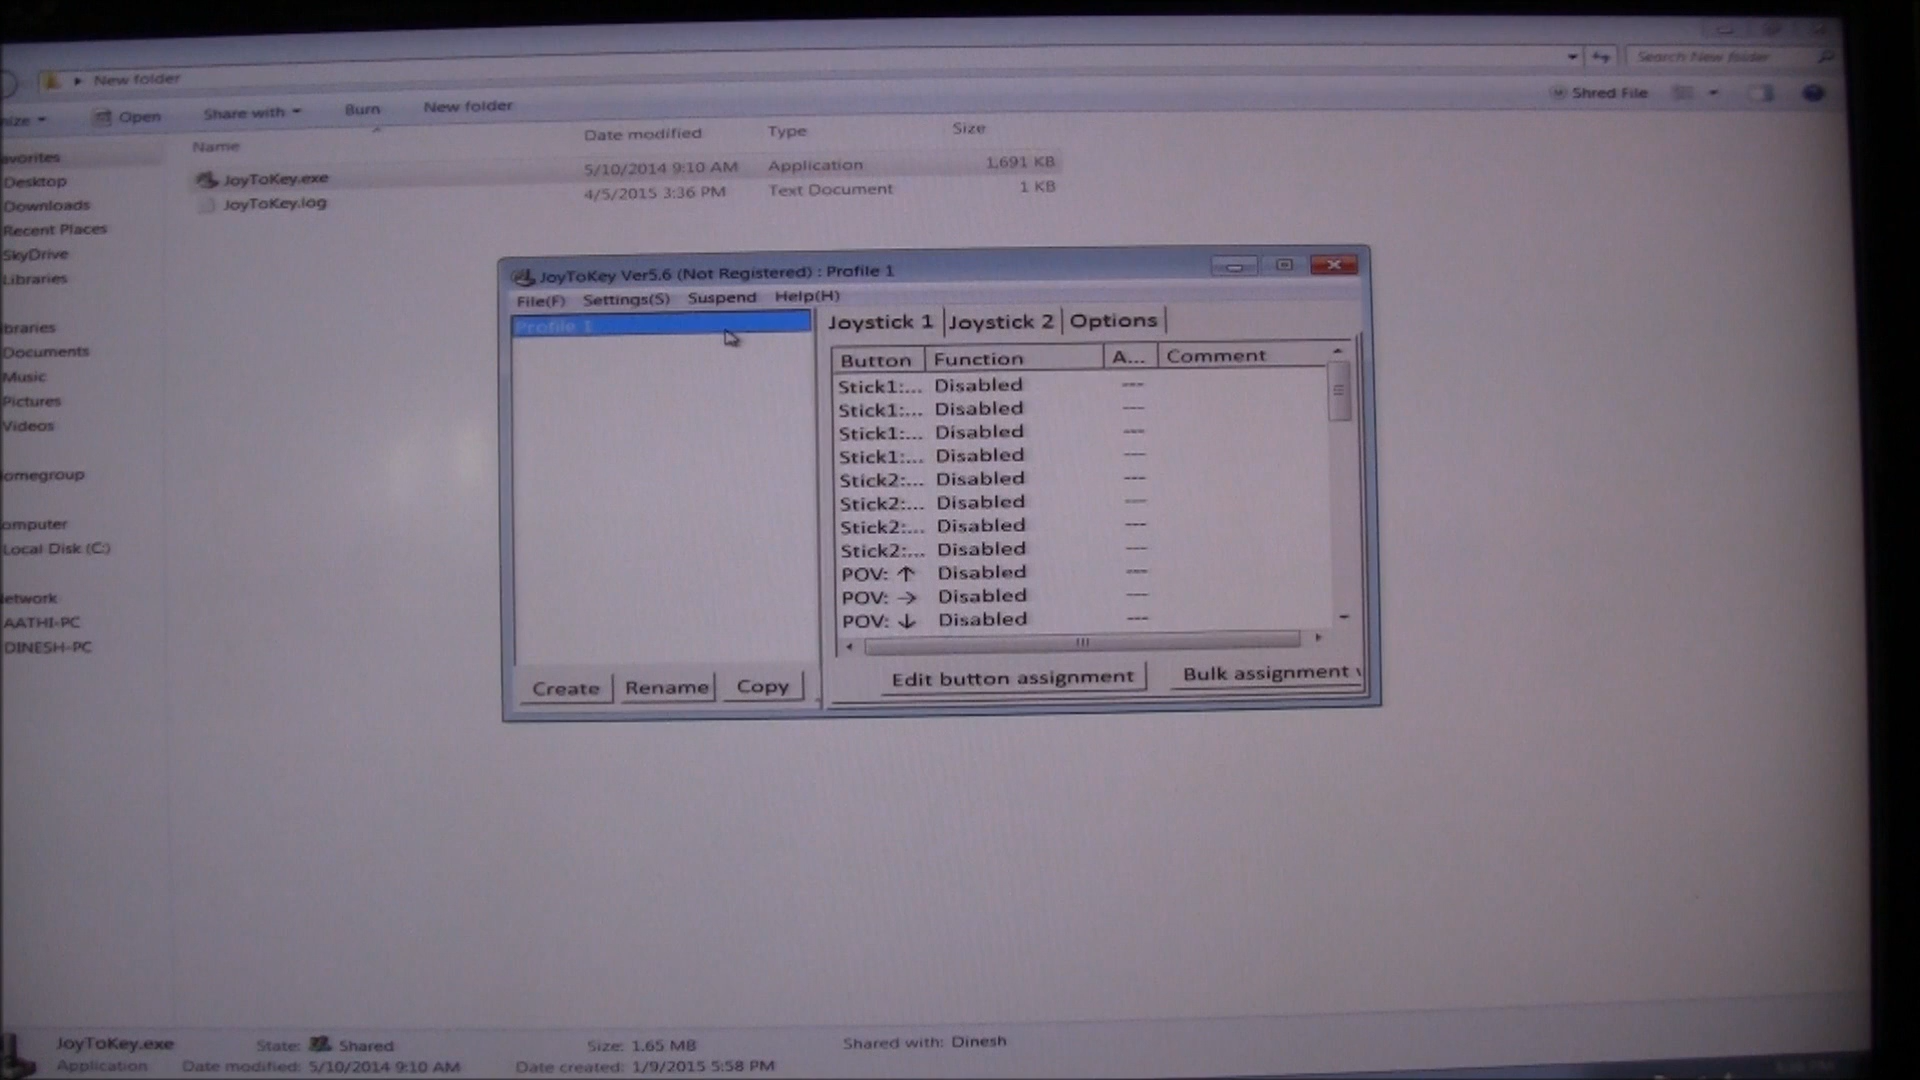 New folder
Search New folder
Open Share with Burn New folder
Shred File
Name Date modified Type Size
JoyToKey.exe 5/10/2014 9:10 AM Application 1,691 KB
JoyToKey.log 4/5/2015 3:36 PM Text Document 1 KB
avorites
Desktop
Downloads
Recent Places
SkyDrive
Libraries
braries
Documents
Music
Pictures
Videos
omegroup
omputer
Local Disk (C:)
etwork
AATHI-PC
DINESH-PC
JoyToKey Ver5.6 (Not Registered) : Profile 1
File(F) Settings(S) Suspend Help(H)
Profile 1
Joystick 1 Joystick 2 Options
Button Function A... Comment
Stick1:... Disabled ---
Stick1:... Disabled ---
Stick1:... Disabled ---
Stick1:... Disabled ---
Stick2:... Disabled ---
Stick2:... Disabled ---
Stick2:... Disabled ---
Stick2:... Disabled ---
POV: ↑ Disabled ---
POV: → Disabled ---
POV: ↓ Disabled ---
Create Rename Copy
Edit button assignment Bulk assignment
JoyToKey.exe State: Shared Size: 1.65 MB Shared with: Dinesh
Application Date modified: 5/10/2014 9:10 AM Date created: 1/9/2015 5:58 PM